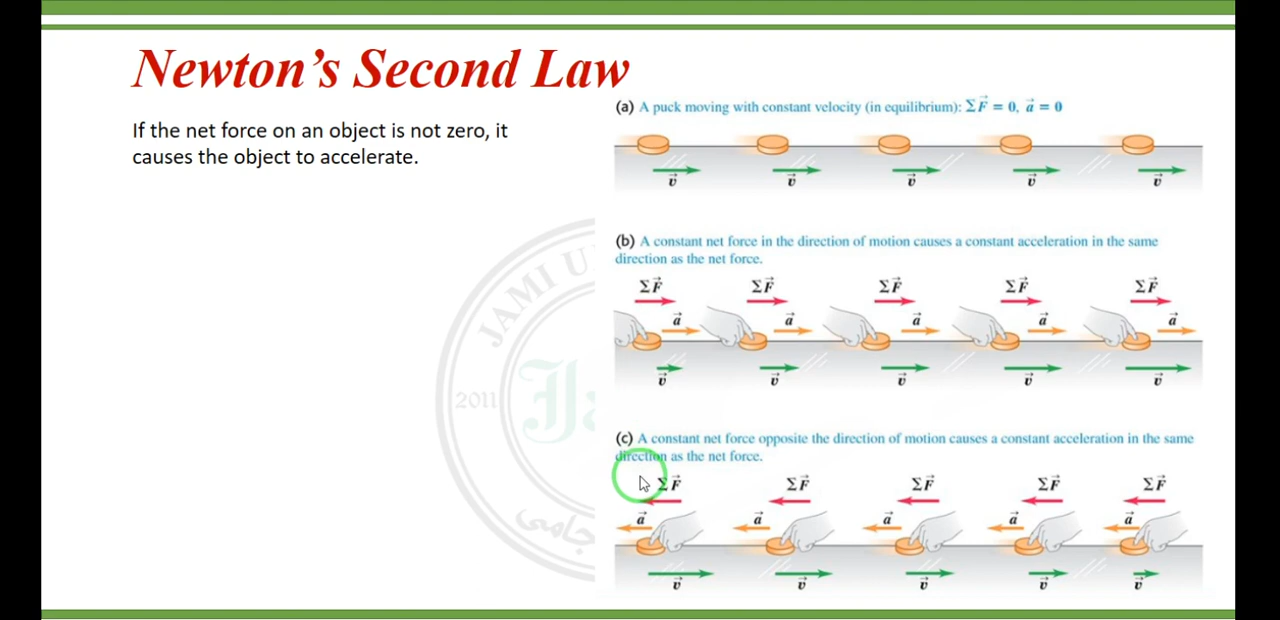 Newton's Second Law
If the net force on an object is not zero, it
causes the object to accelerate.
(a) A puck moving with constant velocity (in equilibrium): Σ F⃗ = 0, a⃗ = 0
v⃗ v⃗ v⃗ v⃗ v⃗
(b) A constant net force in the direction of motion causes a constant acceleration in the same
direction as the net force.
ΣF⃗ ΣF⃗ ΣF⃗ ΣF⃗ ΣF⃗
a⃗ a⃗ a⃗ a⃗ a⃗
v⃗ v⃗ v⃗ v⃗ v⃗
(c) A constant net force opposite the direction of motion causes a constant acceleration in the same
direction as the net force.
ΣF⃗ ΣF⃗ ΣF⃗ ΣF⃗ ΣF⃗
a⃗ a⃗ a⃗ a⃗ a⃗
v⃗ v⃗ v⃗ v⃗ v⃗
JAMI U
2011
جامی